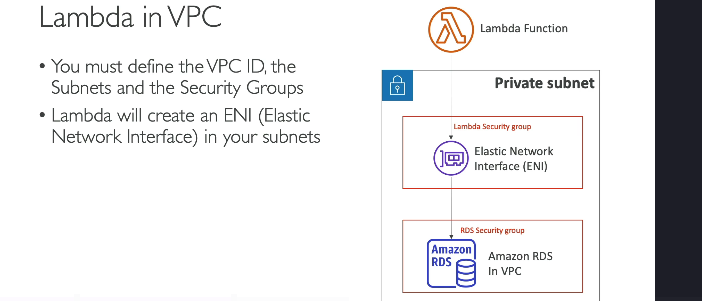 Lambda in VPC
• You must define the VPC ID, the
Subnets and the Security Groups
• Lambda will create an ENI (Elastic
Network Interface) in your subnets
Lambda Function
Private subnet
Lambda Security group
Elastic Network
Interface (ENI)
RDS Security group
Amazon
RDS
Amazon RDS
In VPC